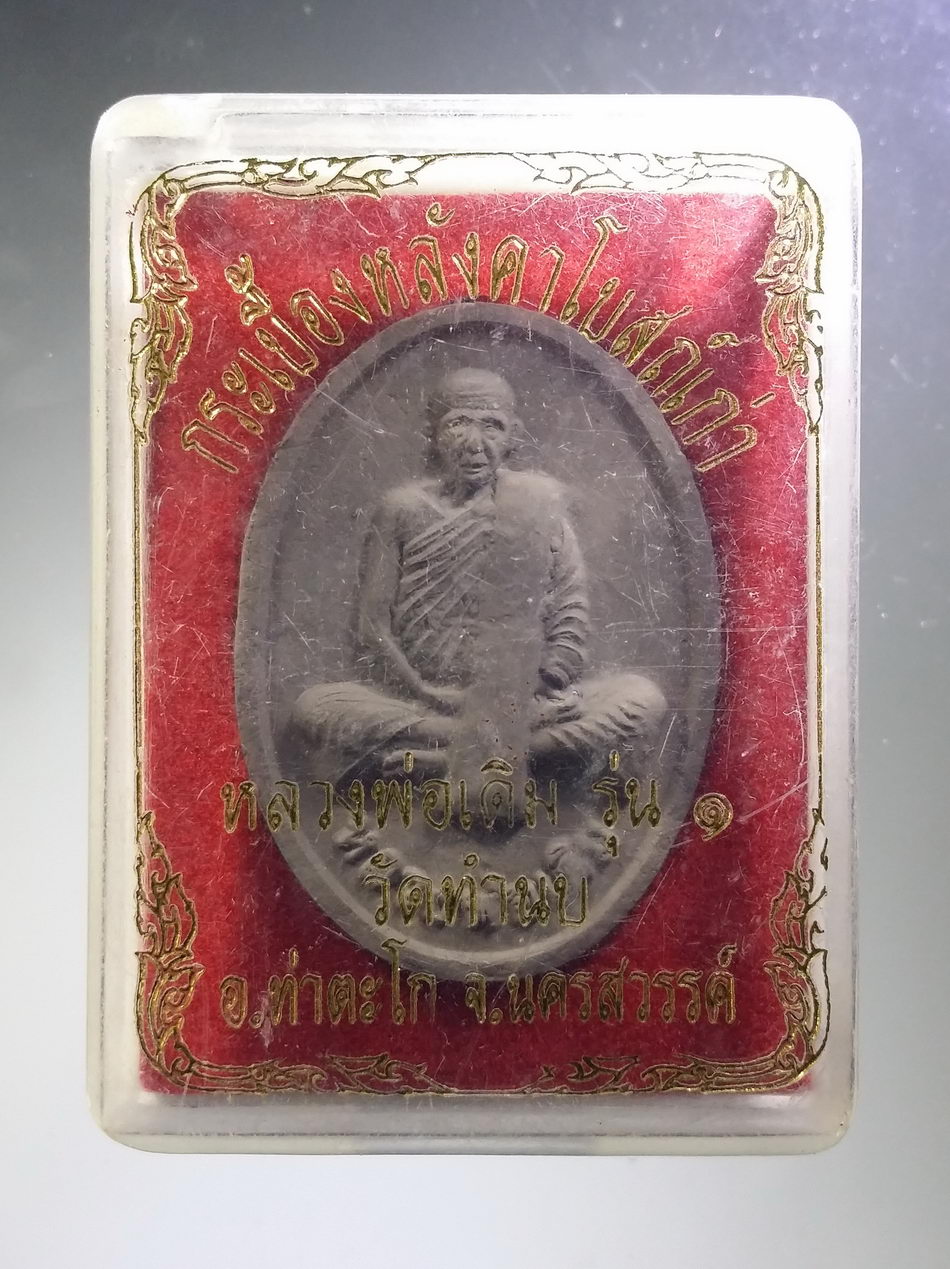 กระเบื้องหลังคาโบสถ์เก่า
หลวงพ่อเดิม รุ่น ๑
วัดทำนบ
อ.ท่าตะโก จ.นครสวรรค์